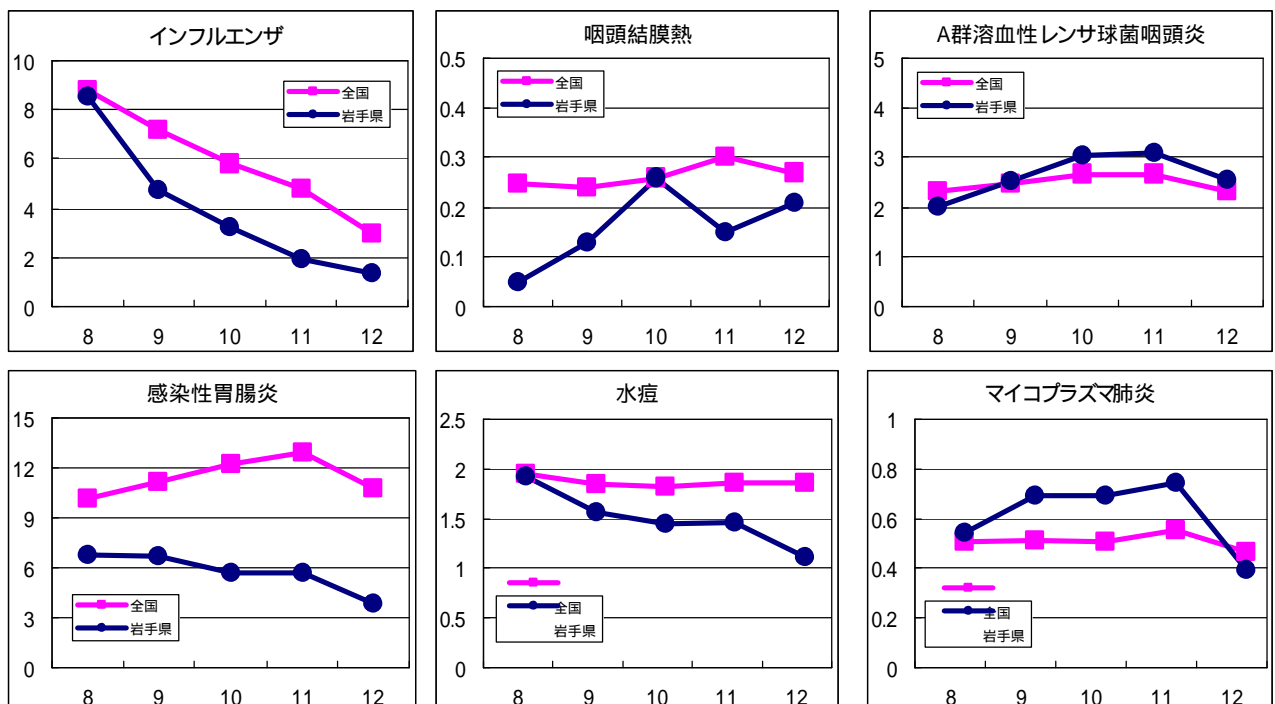 インフルエンザ
10
8
6
4
2
0
全国
岩手県
8 9 10 11 12
咽頭結膜熱
0.5
0.4
0.3
0.2
0.1
0
全国
岩手県
8 9 10 11 12
A群溶血性レンサ球菌咽頭炎
5
4
3
2
1
0
全国
岩手県
8 9 10 11 12
感染性胃腸炎
15
12
9
6
3
0
全国
岩手県
8 9 10 11 12
水痘
2.5
2
1.5
1
0.5
0
全国
岩手県
8 9 10 11 12
マイコプラズマ肺炎
1
0.8
0.6
0.4
0.2
0
全国
岩手県
8 9 10 11 12